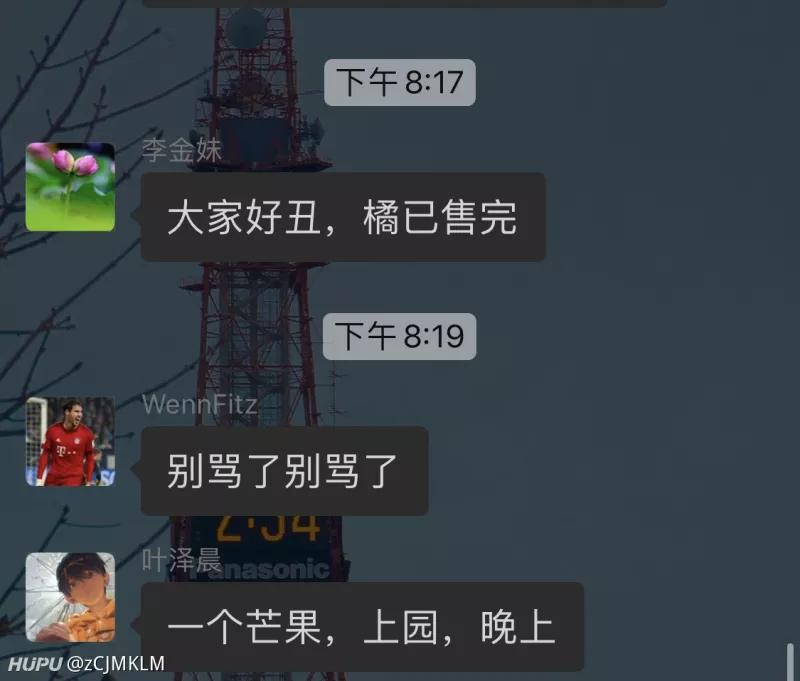 下午 8:17
李金妹
大家好丑，橘已售完
下午 8:19
WennFitz
别骂了别骂了
2:54
叶泽晨
Panasonic
一个芒果，上园，晚上
HUPU @zCJMKLM